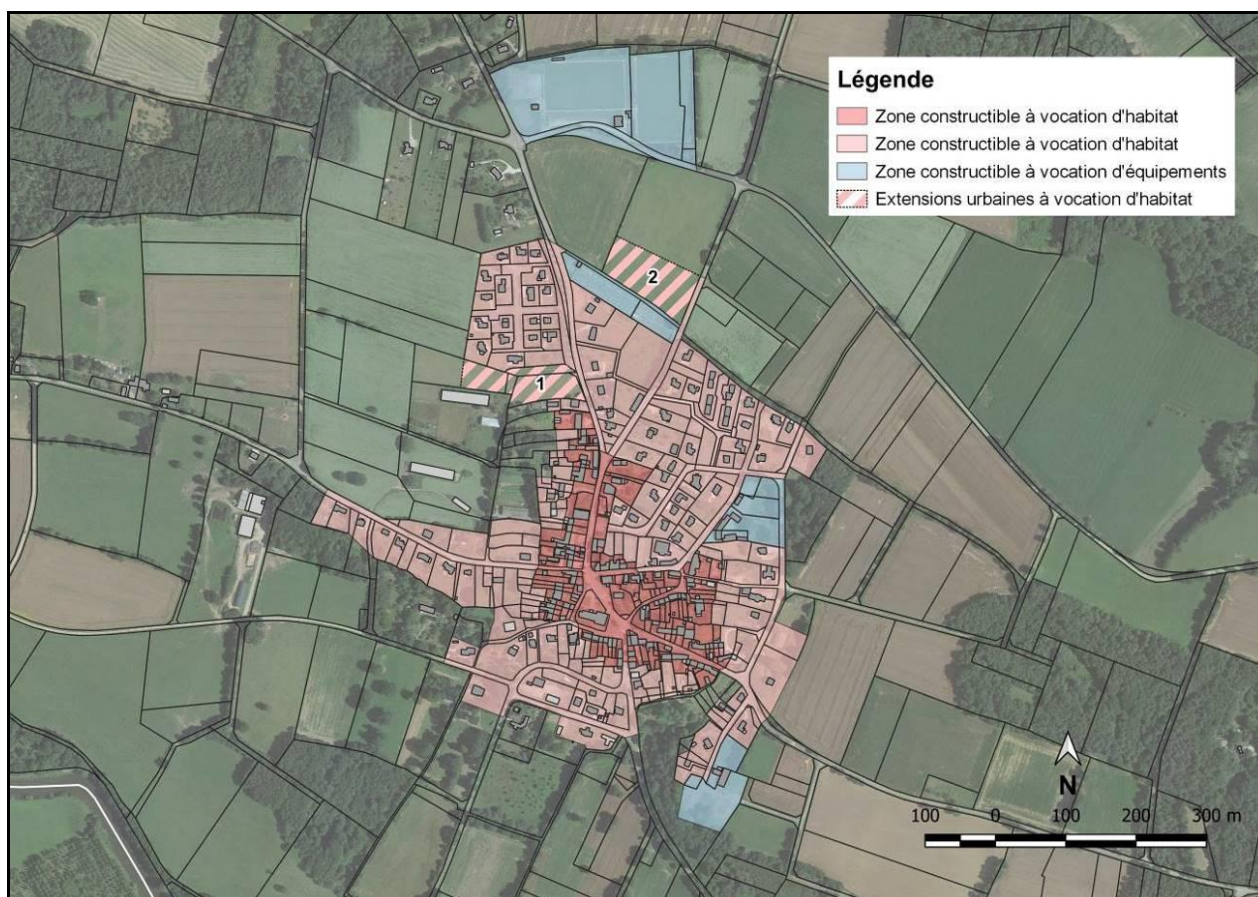 Légende
Zone constructible à vocation d'habitat
Zone constructible à vocation d'habitat
Zone constructible à vocation d'équipements
Extensions urbaines à vocation d'habitat
2
1
N
100 0 100 200 300 m